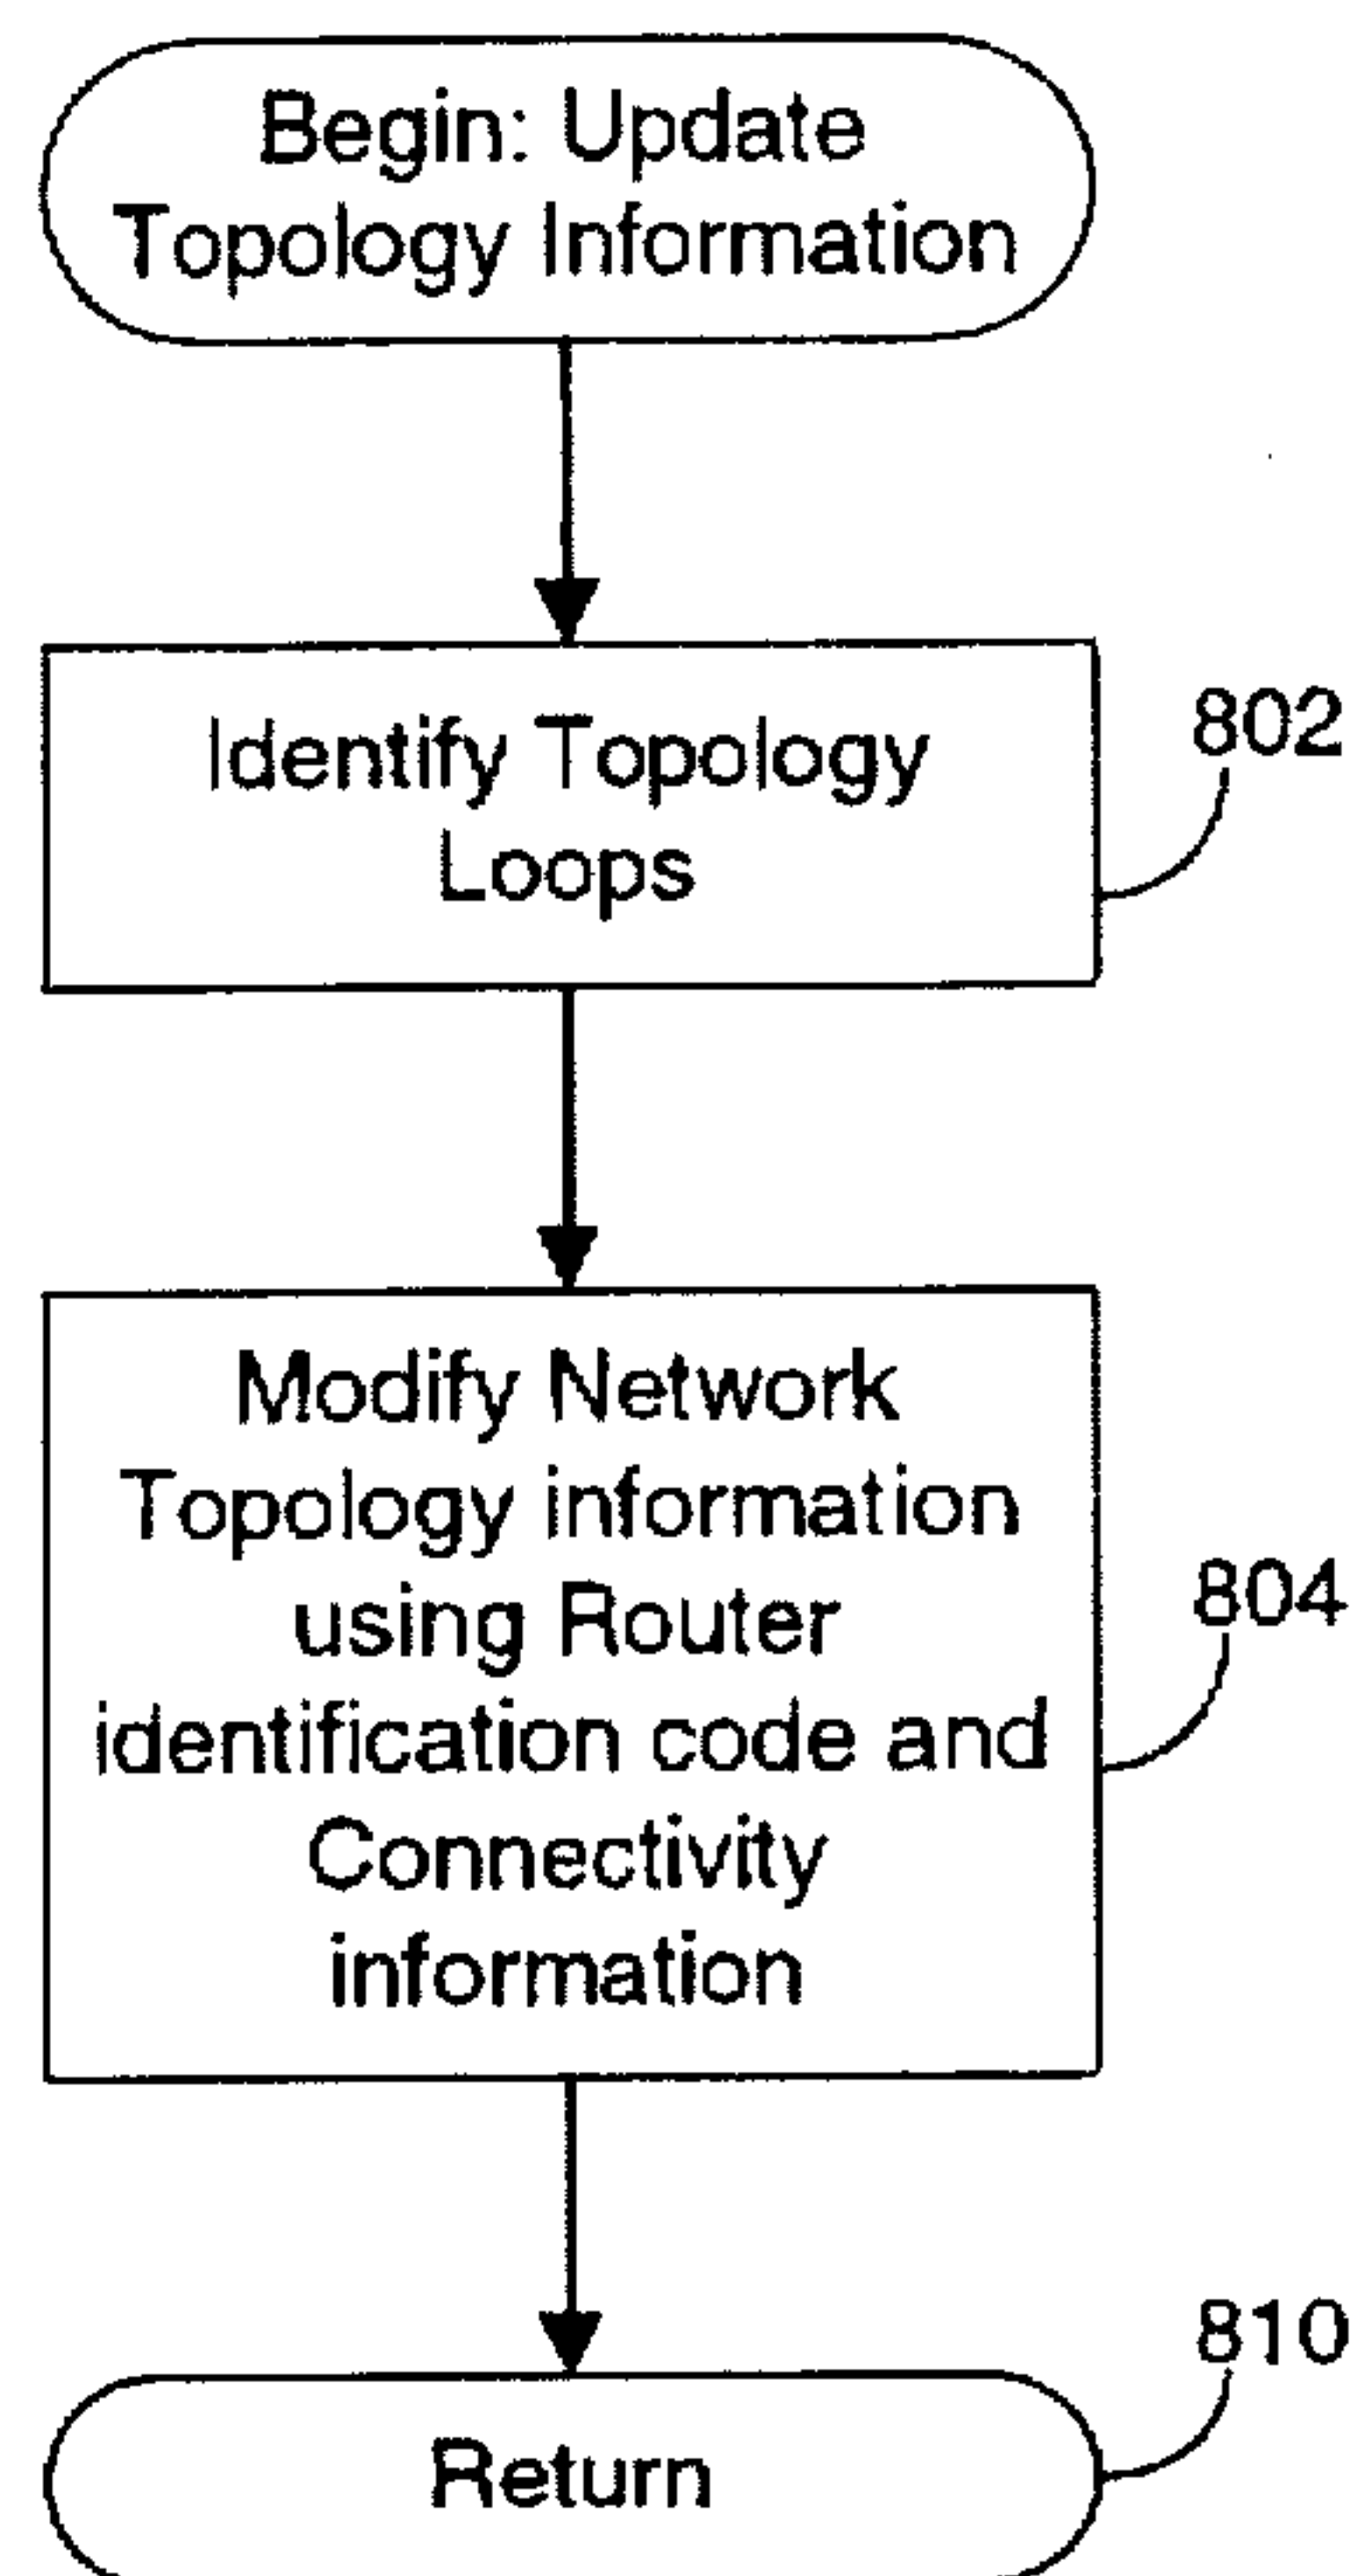 Begin: Update
Topology Information
Identify Topology
Loops
802
Modify Network
Topology information
using Router
identification code and
Connectivity
information
804
Return
810